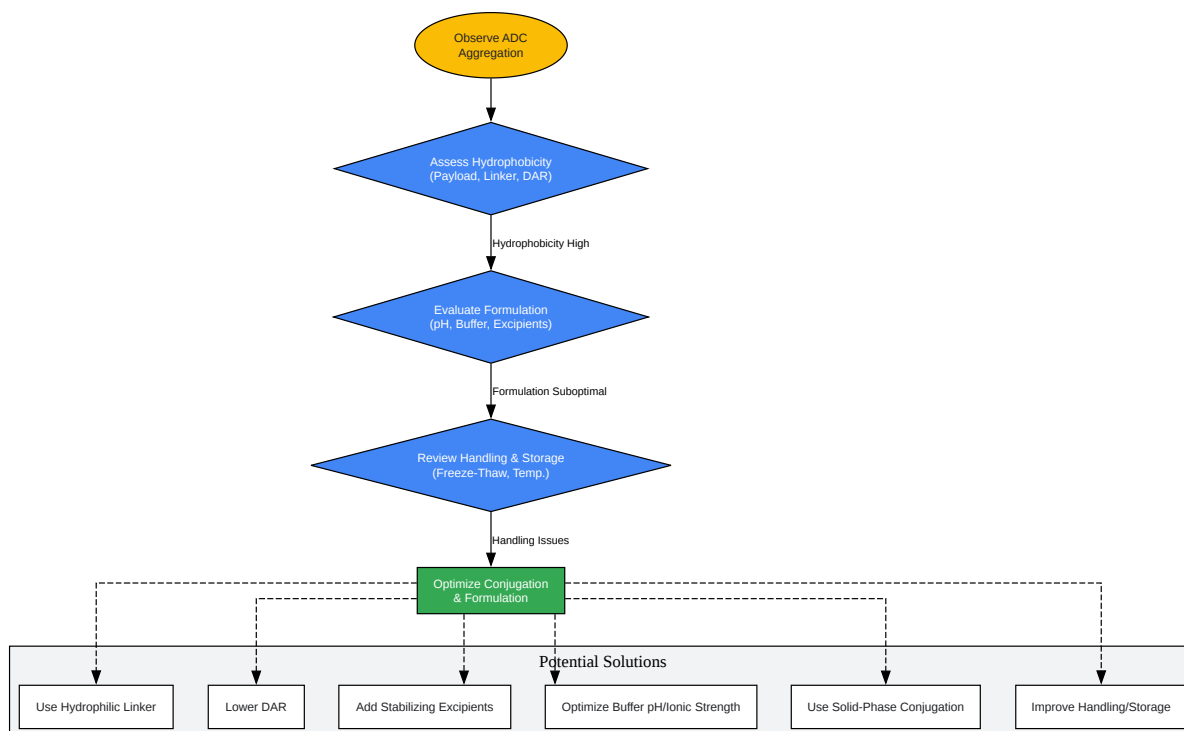 Observe ADC
Aggregation
Assess Hydrophobicity
(Payload, Linker, DAR)
Hydrophobicity High
Evaluate Formulation
(pH, Buffer, Excipients)
Formulation Suboptimal
Review Handling & Storage
(Freeze-Thaw, Temp.)
Handling Issues
Optimize Conjugation
& Formulation
Potential Solutions
Use Hydrophilic Linker
Lower DAR
Add Stabilizing Excipients
Optimize Buffer pH/Ionic Strength
Use Solid-Phase Conjugation
Improve Handling/Storage